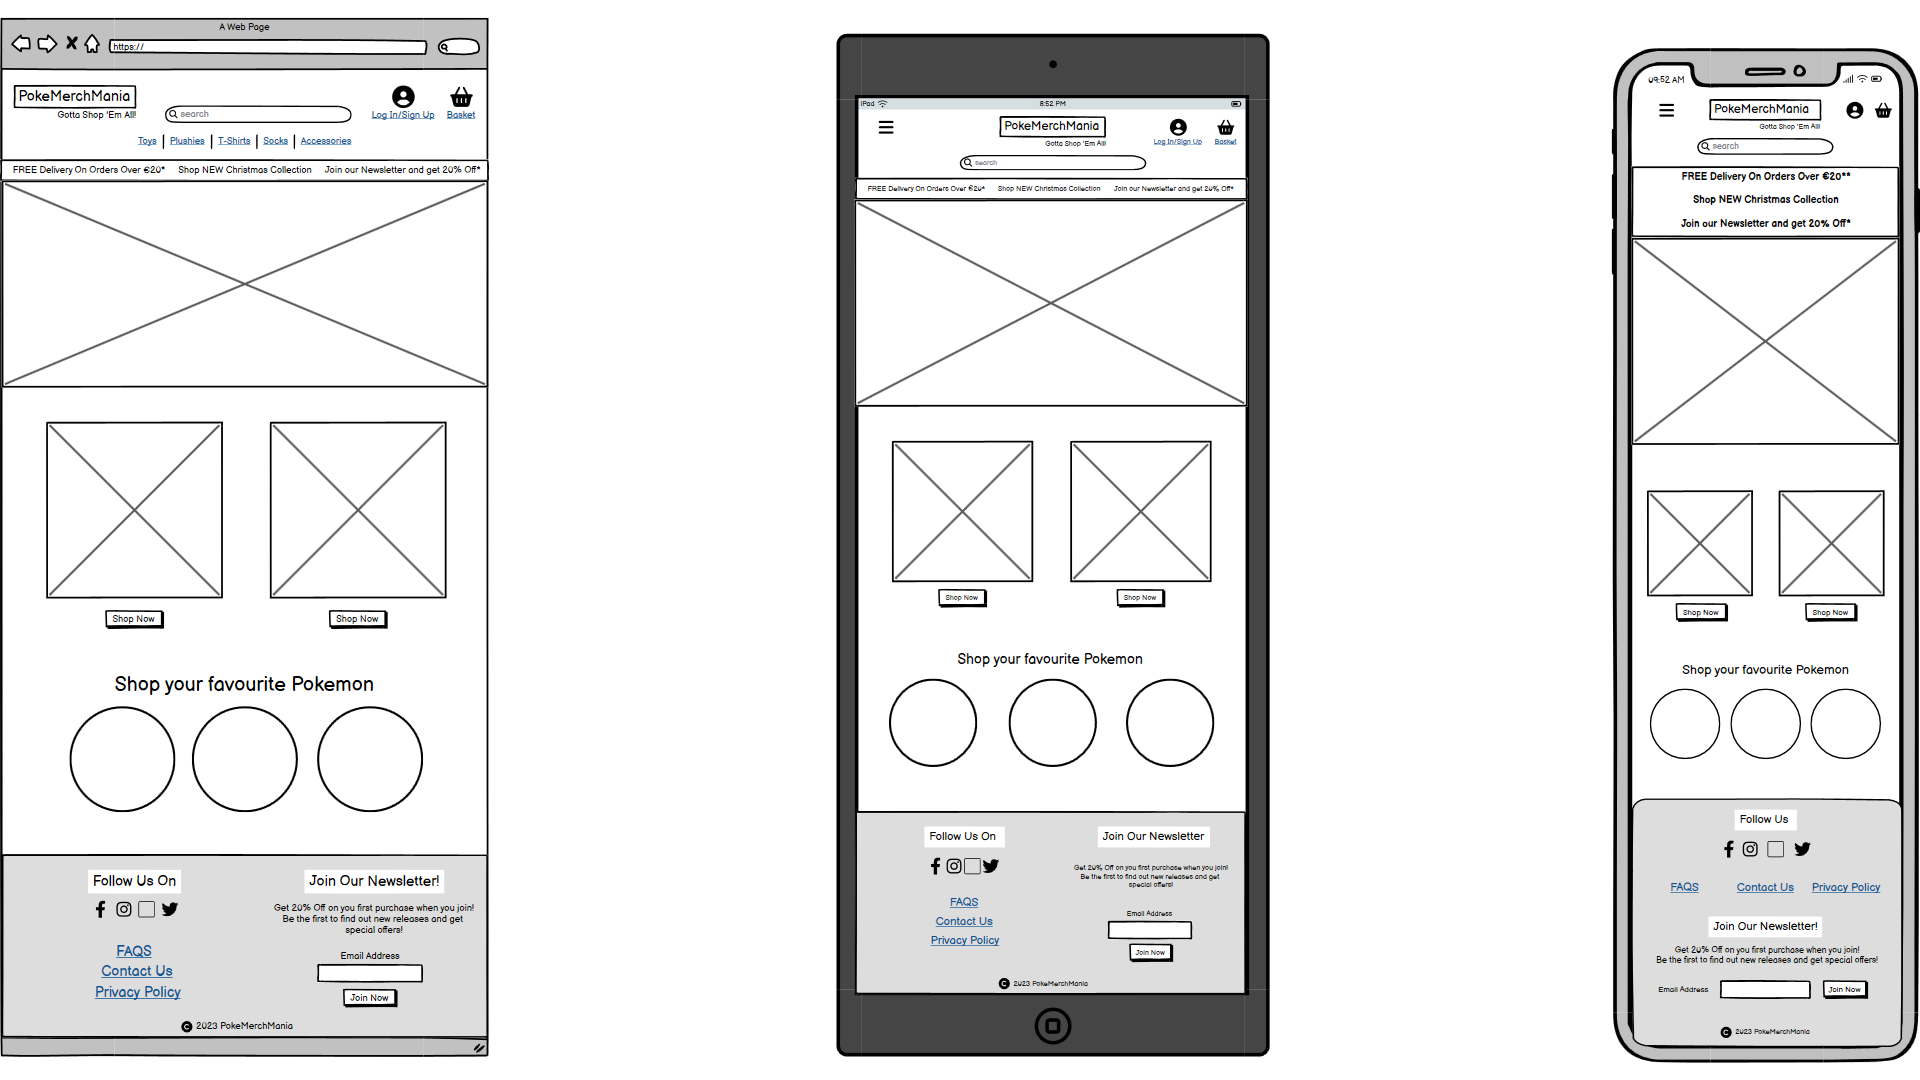 A Web Page
https://
PokeMerchMania
Gotta Shop 'Em All!
search
Log In/Sign Up
Basket
Toys | Plushies | T-Shirts | Socks | Accessories
FREE Delivery On Orders Over €20* Shop NEW Christmas Collection Join our Newsletter and get 20% Off*
Shop Now
Shop Now
Shop your favourite Pokemon
Follow Us On
FAQS
Contact Us
Privacy Policy
Join Our Newsletter!
Get 20% Off on you first purchase when you join!
Be the first to find out new releases and get
special offers!
Email Address
Join Now
C 2023 PokeMerchMania
iPad
8:52 PM
PokeMerchMania
Gotta Shop 'Em All!
Log In/Sign Up
Basket
search
FREE Delivery On Orders Over €20* Shop NEW Christmas Collection Join our Newsletter and get 20% Off*
Shop Now
Shop Now
Shop your favourite Pokemon
Follow Us On
FAQS
Contact Us
Privacy Policy
Join Our Newsletter
Get 20% Off on you first purchase when you join!
Be the first to find out new releases and get
special offers!
Email Address
Join Now
C 2023 PokeMerchMania
09:52 AM
PokeMerchMania
Gotta Shop 'Em All!
search
FREE Delivery On Orders Over €20**
Shop NEW Christmas Collection
Join our Newsletter and get 20% Off*
Shop Now
Shop Now
Shop your favourite Pokemon
Follow Us
FAQS Contact Us Privacy Policy
Join Our Newsletter!
Get 20% Off on you first purchase when you join!
Be the first to find out new releases and get special offers!
Email Address
Join Now
C 2023 PokeMerchMania